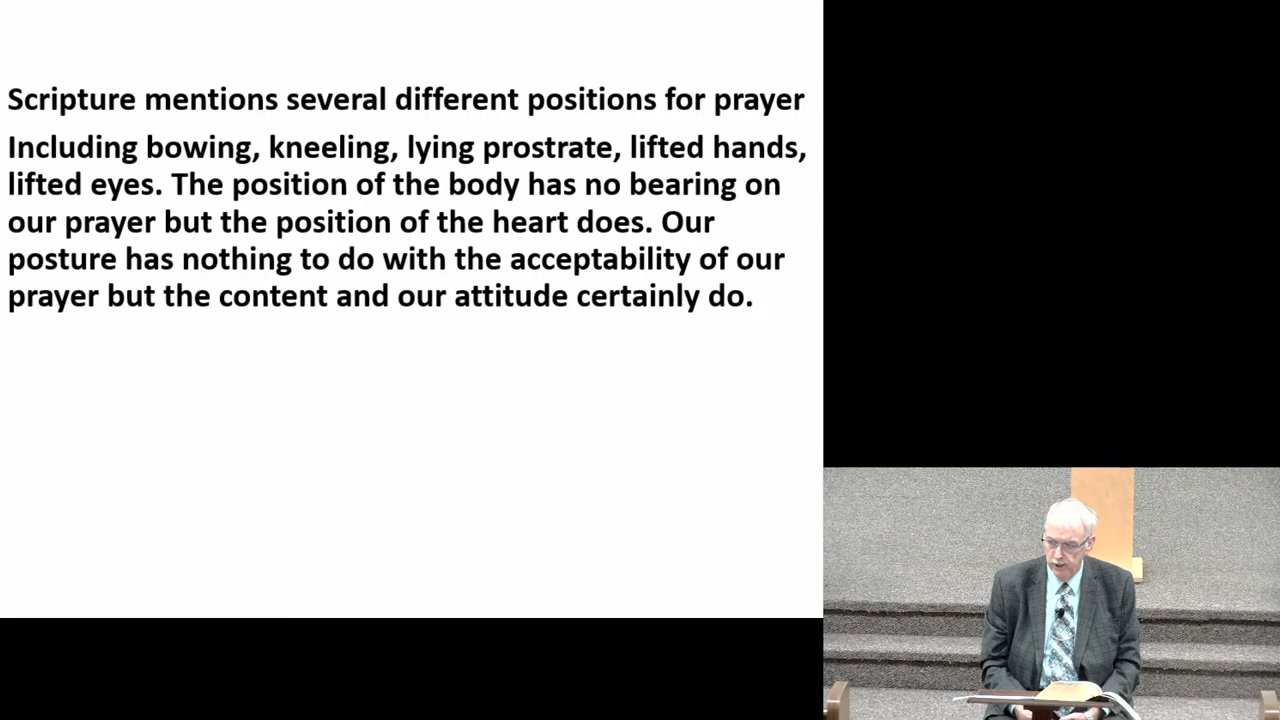 Scripture mentions several different positions for prayer
Including bowing, kneeling, lying prostrate, lifted hands,
lifted eyes. The position of the body has no bearing on
our prayer but the position of the heart does. Our
posture has nothing to do with the acceptability of our
prayer but the content and our attitude certainly do.